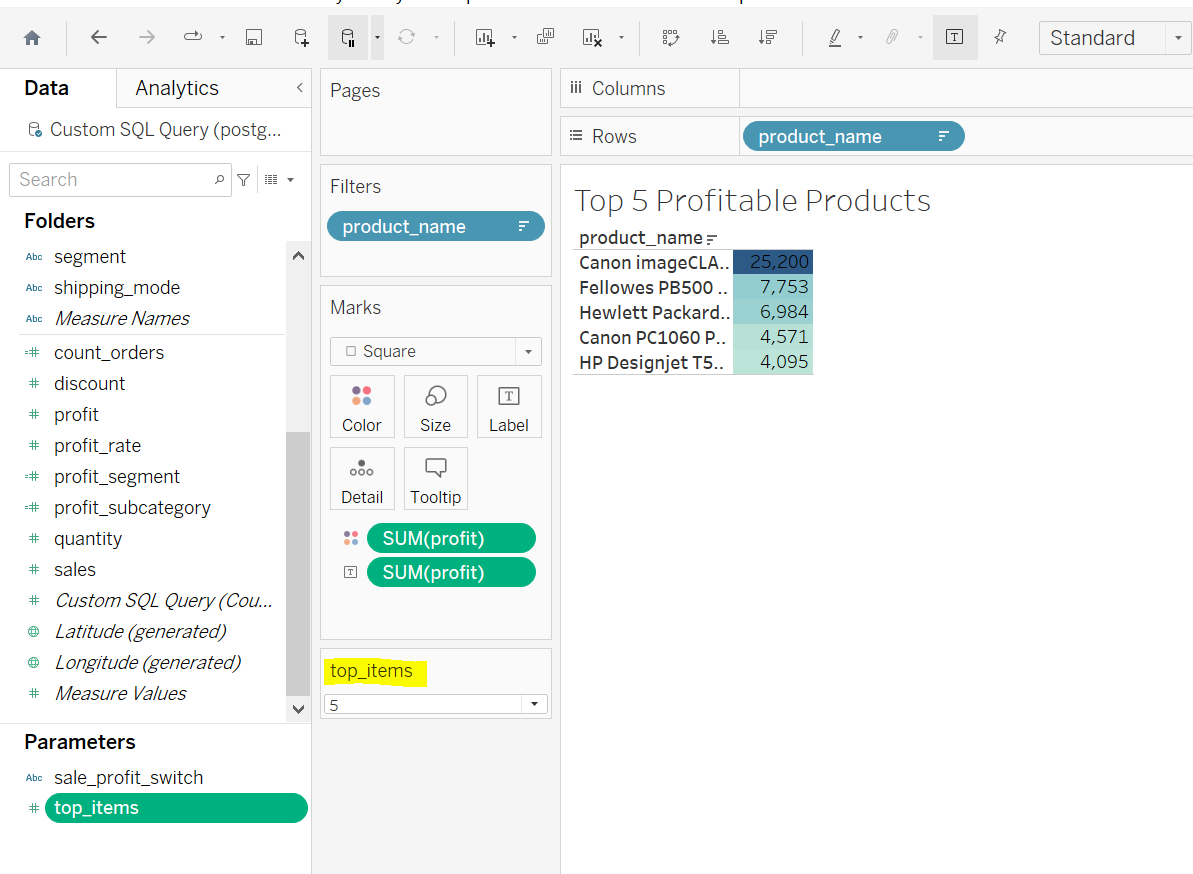 Standard
Data
Analytics
Custom SQL Query (postg...
Search
Folders
Abc segment
Abc shipping_mode
Abc Measure Names
=# count_orders
# discount
# profit
# profit_rate
=# profit_segment
=# profit_subcategory
# quantity
# sales
# Custom SQL Query (Cou...
Latitude (generated)
Longitude (generated)
# Measure Values
Parameters
Abc sale_profit_switch
# top_items
Pages
Filters
product_name
Marks
Square
Color
Size
T
Label
Detail
Tooltip
SUM(profit)
T SUM(profit)
top_items
5
Columns
Rows
product_name
Top 5 Profitable Products
product_name
Canon imageCLA.. 25,200
Fellowes PB500 .. 7,753
Hewlett Packard.. 6,984
Canon PC1060 P.. 4,571
HP Designjet T5.. 4,095